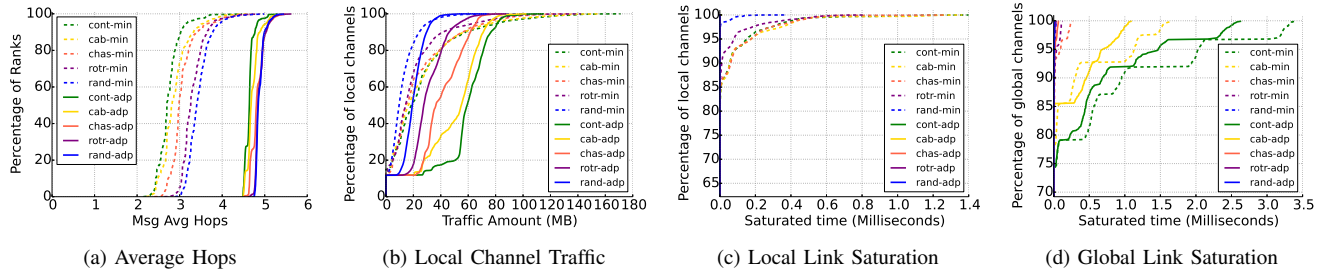 Percentage of Ranks
100
80
60
40
20
0
cont-min
cab-min
chas-min
rotr-min
rand-min
cont-adp
cab-adp
chas-adp
rotr-adp
rand-adp
0 1 2 3 4 5 6
Msg Avg Hops
(a) Average Hops
Percentage of local channels
100
80
60
40
20
0
cont-min
cab-min
chas-min
rotr-min
rand-min
cont-adp
cab-adp
chas-adp
rotr-adp
rand-adp
0 20 40 60 80 100 120 140 160 180
Traffic Amount (MB)
(b) Local Channel Traffic
Percentage of local channels
100
95
90
85
80
75
70
65
cont-min
cab-min
chas-min
rotr-min
rand-min
cont-adp
cab-adp
chas-adp
rotr-adp
rand-adp
0.0 0.2 0.4 0.6 0.8 1.0 1.2 1.4
Saturated time (Milliseconds)
(c) Local Link Saturation
Percentage of global channels
100
95
90
85
80
75
70
cont-min
cab-min
chas-min
rotr-min
rand-min
cont-adp
cab-adp
chas-adp
rotr-adp
rand-adp
0.0 0.5 1.0 1.5 2.0 2.5 3.0 3.5
Saturated time (Milliseconds)
(d) Global Link Saturation